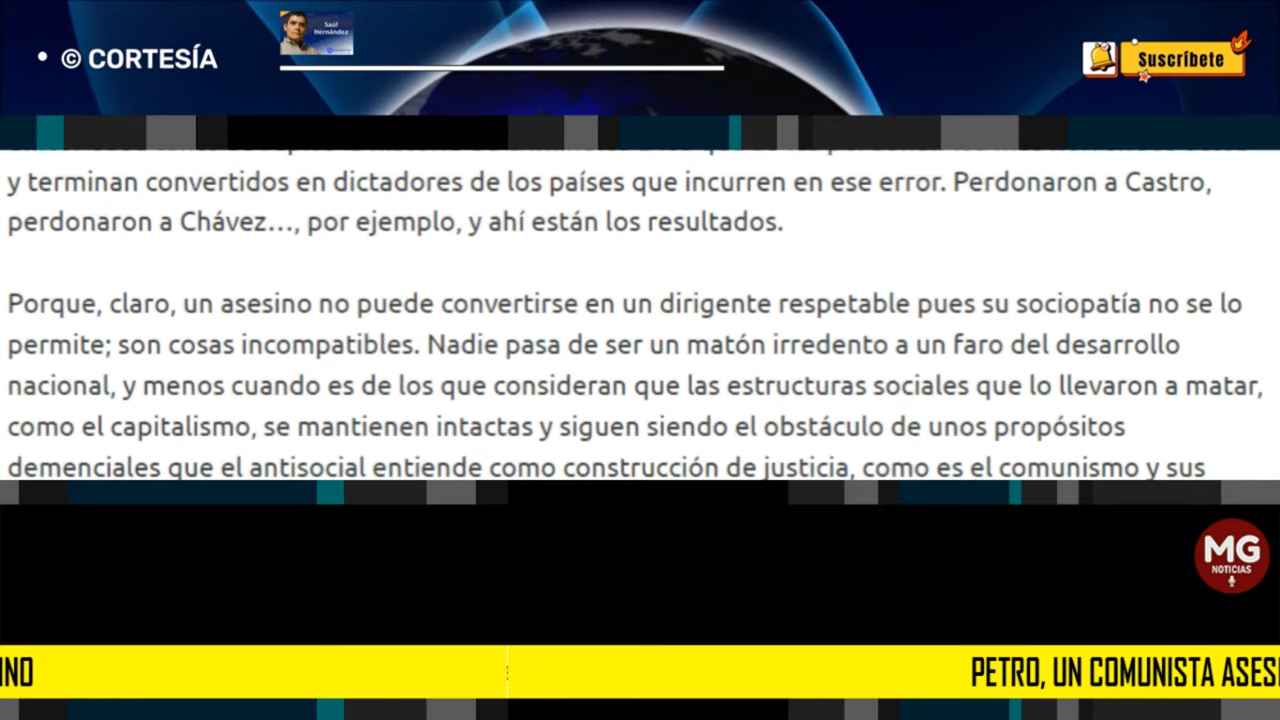 • © CORTESÍA
Saúl
Hernández
Suscríbete
y terminan convertidos en dictadores de los países que incurren en ese error. Perdonaron a Castro,
perdonaron a Chávez..., por ejemplo, y ahí están los resultados.
Porque, claro, un asesino no puede convertirse en un dirigente respetable pues su sociopatía no se lo
permite; son cosas incompatibles. Nadie pasa de ser un matón irredento a un faro del desarrollo
nacional, y menos cuando es de los que consideran que las estructuras sociales que lo llevaron a matar,
como el capitalismo, se mantienen intactas y siguen siendo el obstáculo de unos propósitos
demenciales que el antisocial entiende como construcción de justicia, como es el comunismo y sus
MG
NOTICIAS
INO
PETRO, UN COMUNISTA ASESI